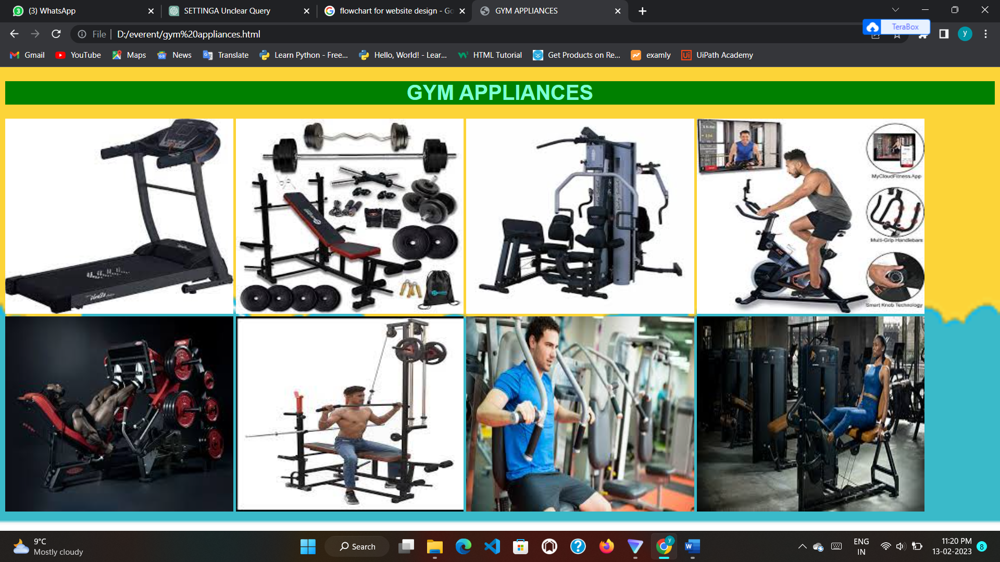 (3) WhatsApp
SETTINGA Unclear Query
flowchart for website design - Go
GYM APPLIANCES
File
D:/everent/gym%20appliances.html
TeraBox
y
Gmail
YouTube
Maps
News
Translate
Learn Python - Free...
Hello, World! - Lear...
HTML Tutorial
Get Products on Re...
examly
UiPath Academy
GYM APPLIANCES
MyCloudFitness App
Multi-Grip Handlebars
Smart Knob Technology
9°C
Mostly cloudy
Search
ENG
IN
11:20 PM
13-02-2023
8